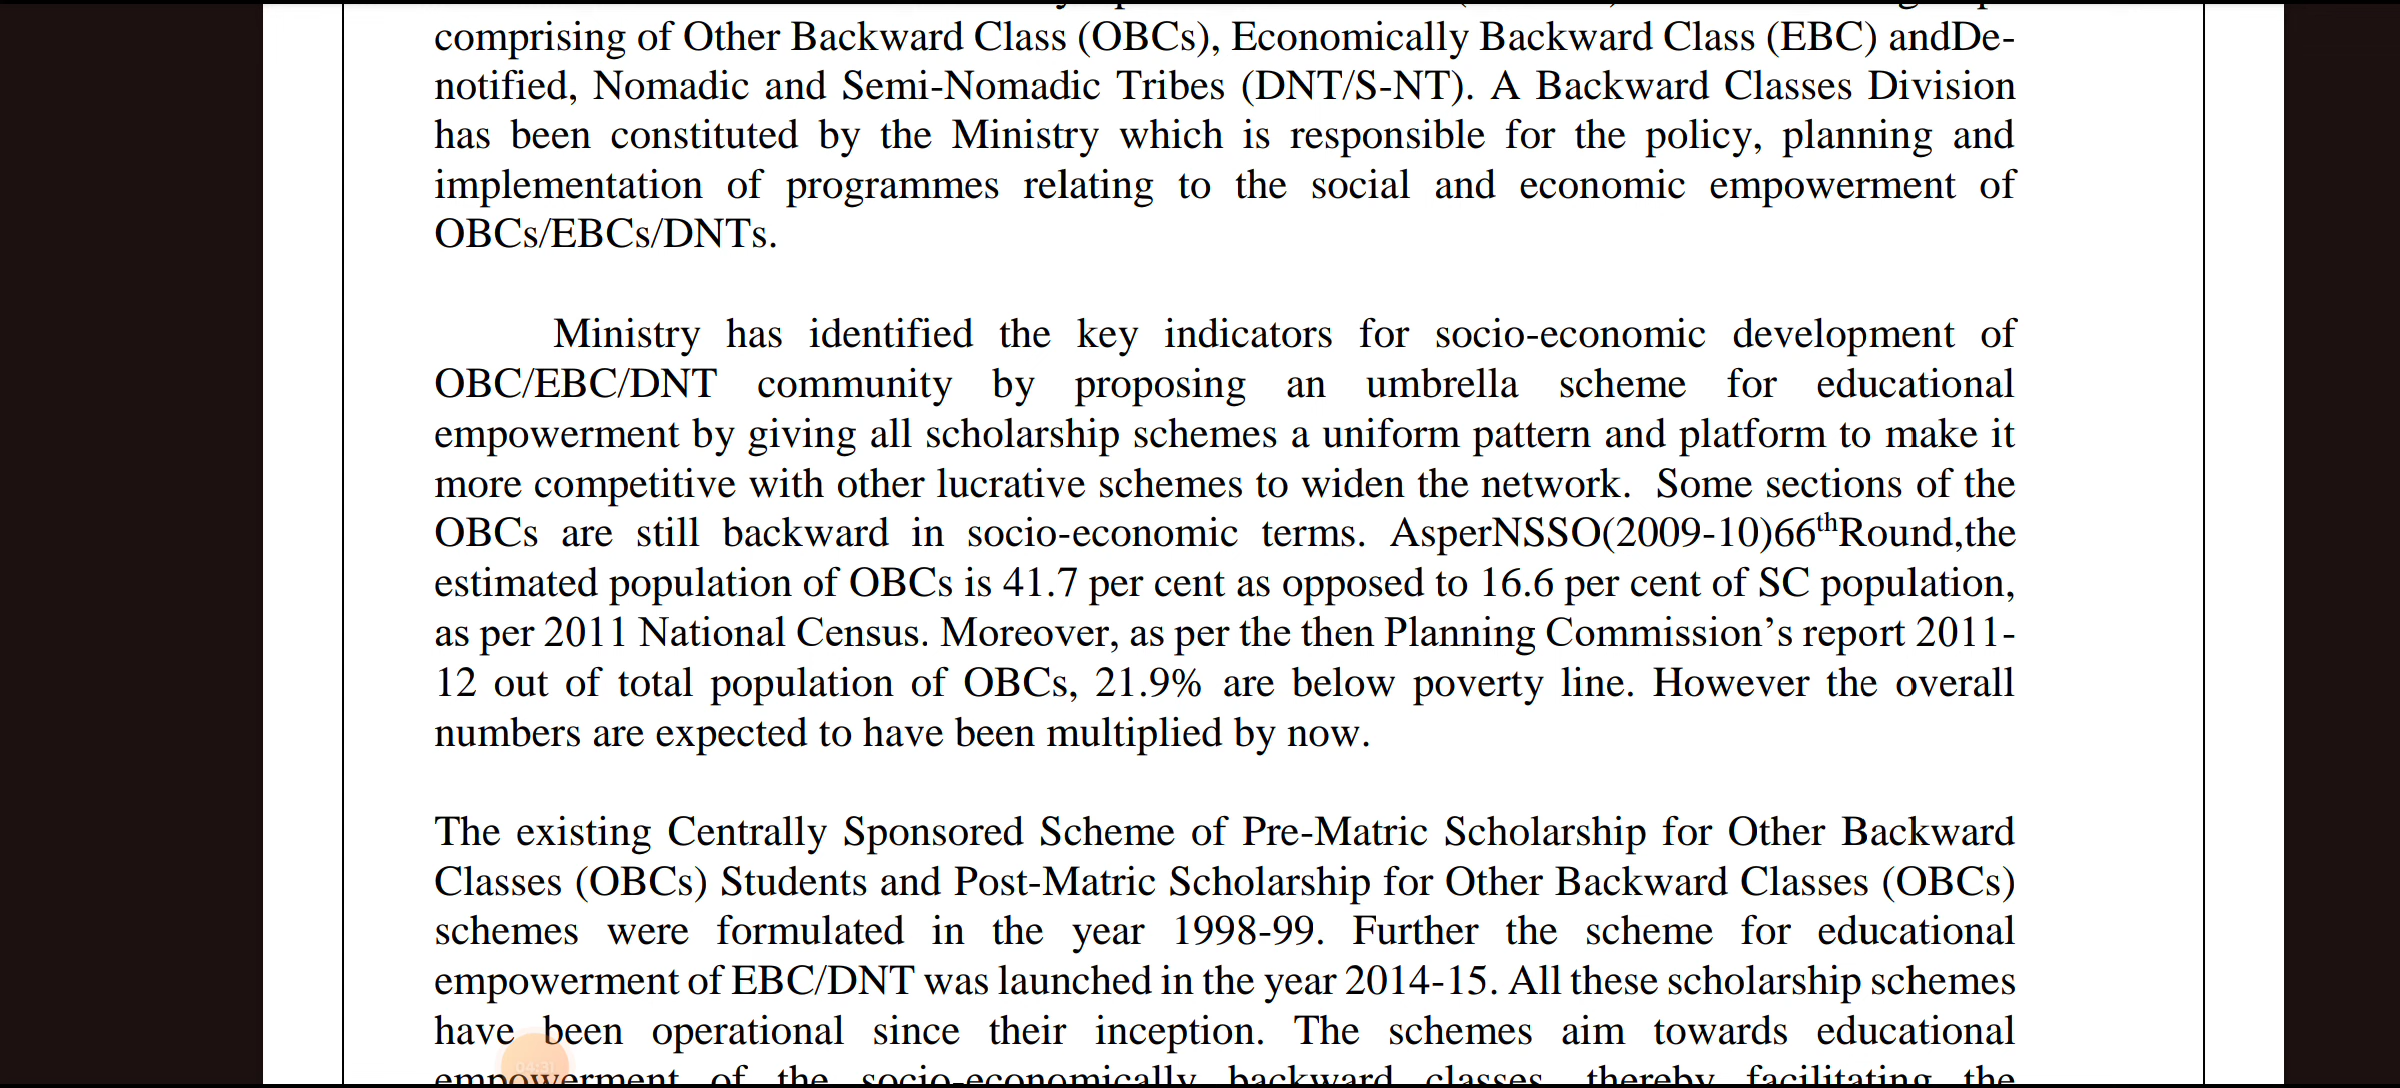 comprising of Other Backward Class (OBCs), Economically Backward Class (EBC) andDe-
notified, Nomadic and Semi-Nomadic Tribes (DNT/S-NT). A Backward Classes Division
has been constituted by the Ministry which is responsible for the policy, planning and
implementation of programmes relating to the social and economic empowerment of
OBCs/EBCs/DNTs.
Ministry has identified the key indicators for socio-economic development of
OBC/EBC/DNT community by proposing an umbrella scheme for educational
empowerment by giving all scholarship schemes a uniform pattern and platform to make it
more competitive with other lucrative schemes to widen the network. Some sections of the
OBCs are still backward in socio-economic terms. AsperNSSO(2009-10)66thRound,the
estimated population of OBCs is 41.7 per cent as opposed to 16.6 per cent of SC population,
as per 2011 National Census. Moreover, as per the then Planning Commission’s report 2011-
12 out of total population of OBCs, 21.9% are below poverty line. However the overall
numbers are expected to have been multiplied by now.
The existing Centrally Sponsored Scheme of Pre-Matric Scholarship for Other Backward
Classes (OBCs) Students and Post-Matric Scholarship for Other Backward Classes (OBCs)
schemes were formulated in the year 1998-99. Further the scheme for educational
empowerment of EBC/DNT was launched in the year 2014-15. All these scholarship schemes
have been operational since their inception. The schemes aim towards educational
empowerment of the socio-economically backward classes, thereby facilitating the